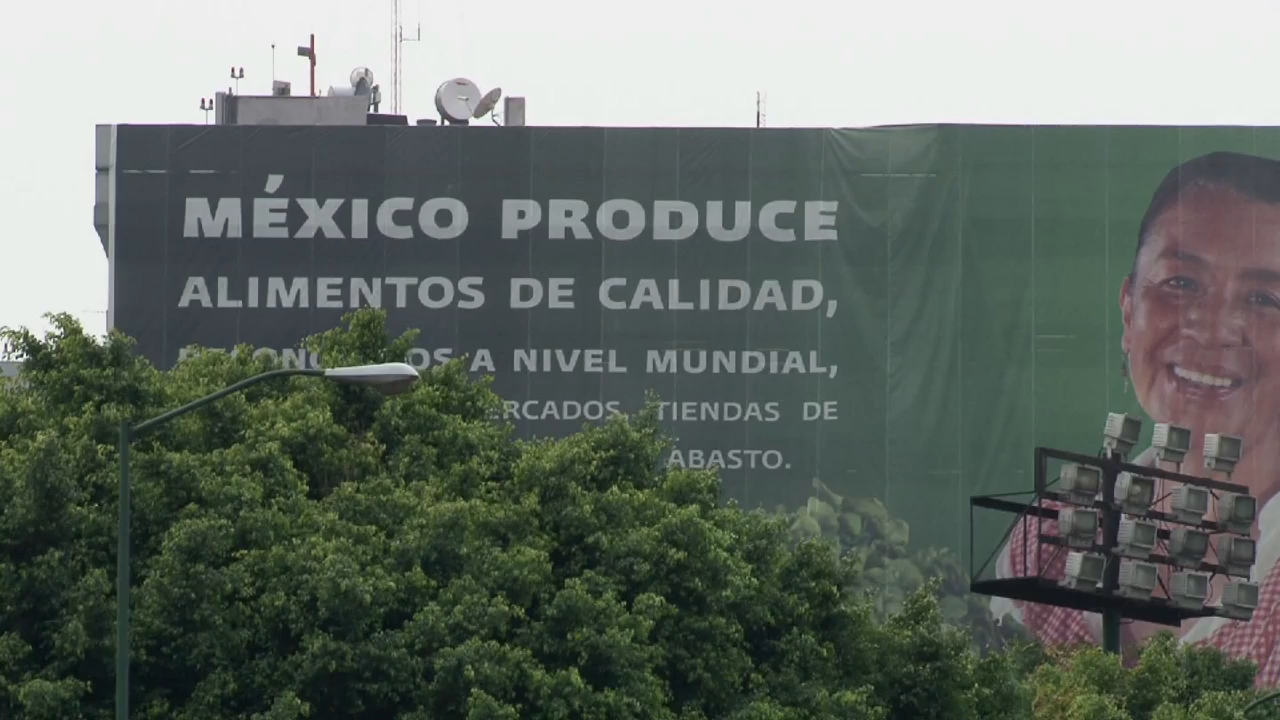 MÉXICO PRODUCE
ALIMENTOS DE CALIDAD,
A NIVEL MUNDIAL,
TIENDAS DE
ABASTO.